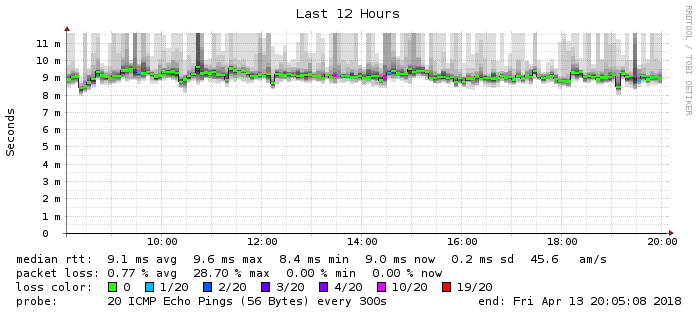 Last 12 Hours
RRDTOOL / TOBI OETIKER
Seconds
11 m
10 m
9 m
8 m
7 m
6 m
5 m
4 m
3 m
2 m
1 m
0
10:00 12:00 14:00 16:00 18:00 20:00
median rtt: 9.1 ms avg 9.6 ms max 8.4 ms min 9.0 ms now 0.2 ms sd 45.6 am/s
packet loss: 0.77 % avg 28.70 % max 0.00 % min 0.00 % now
loss color: 0 1/20 2/20 3/20 4/20 10/20 19/20
probe: 20 ICMP Echo Pings (56 Bytes) every 300s end: Fri Apr 13 20:05:08 2018